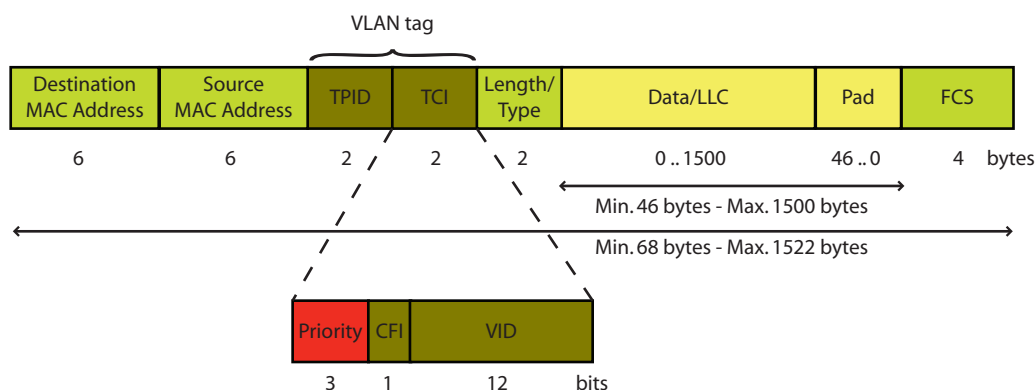 VLAN tag
Destination MAC Address
Source MAC Address
TPID
TCI
Length/Type
Data/LLC
Pad
FCS
6 6 2 2 2 0 .. 1500 46 .. 0 4 bytes
Min. 46 bytes - Max. 1500 bytes
Min. 68 bytes - Max. 1522 bytes
Priority CFI VID
3 1 12 bits